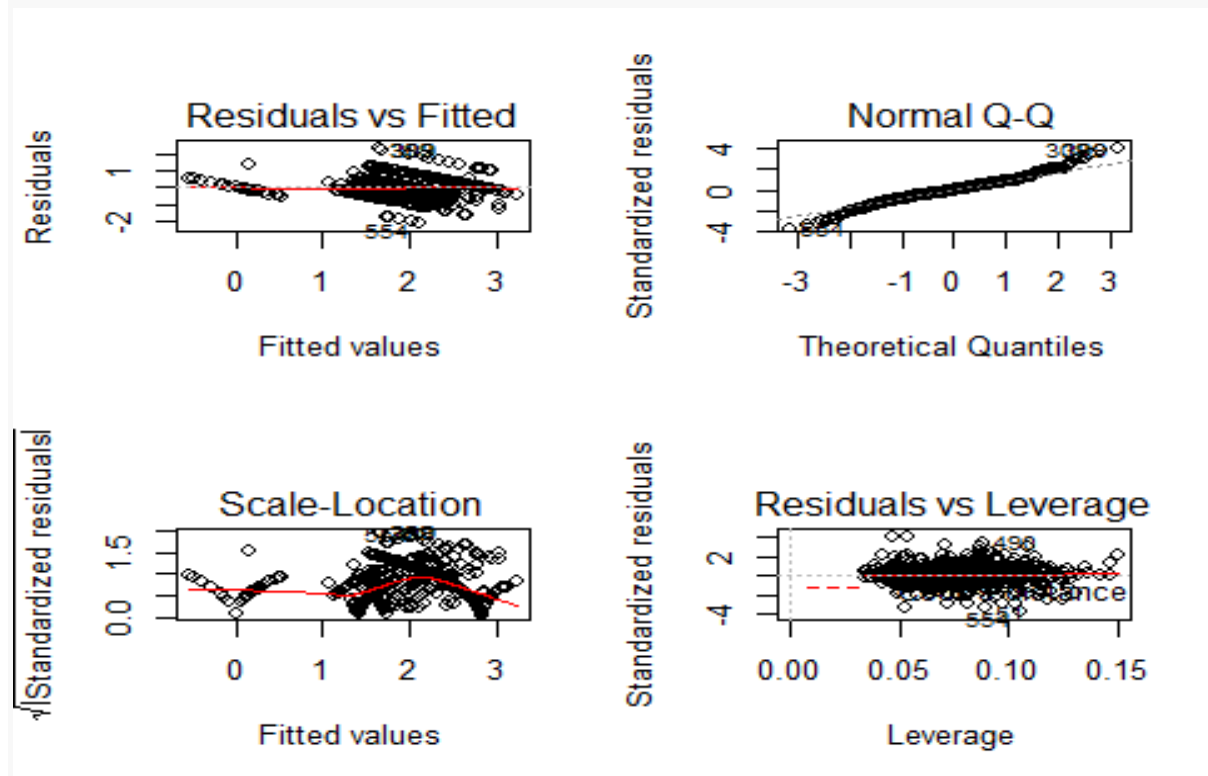 Residuals vs Fitted
Residuals
1
-2
0 1 2 3
Fitted values
554
Normal Q-Q
Standardized residuals
4
0
-4
-3 -1 0 1 2 3
Theoretical Quantiles
Scale-Location
√|Standardized residuals|
1.5
0.0
0 1 2 3
Fitted values
Residuals vs Leverage
Standardized residuals
2
-4
498
554
0.00 0.05 0.10 0.15
Leverage